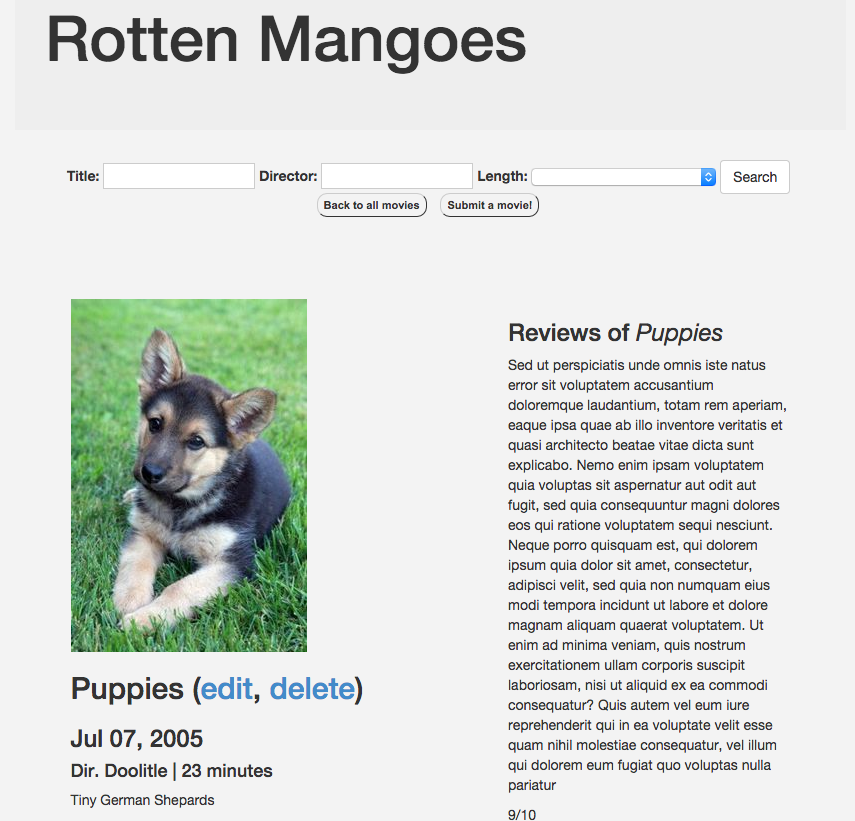 Rotten Mangoes
Title: Director: Length: Search
Back to all movies Submit a movie!
Puppies (edit, delete)
Jul 07, 2005
Dir. Doolitle | 23 minutes
Tiny German Shepards
Reviews of Puppies
Sed ut perspiciatis unde omnis iste natus
error sit voluptatem accusantium
doloremque laudantium, totam rem aperiam,
eaque ipsa quae ab illo inventore veritatis et
quasi architecto beatae vitae dicta sunt
explicabo. Nemo enim ipsam voluptatem
quia voluptas sit aspernatur aut odit aut
fugit, sed quia consequuntur magni dolores
eos qui ratione voluptatem sequi nesciunt.
Neque porro quisquam est, qui dolorem
ipsum quia dolor sit amet, consectetur,
adipisci velit, sed quia non numquam eius
modi tempora incidunt ut labore et dolore
magnam aliquam quaerat voluptatem. Ut
enim ad minima veniam, quis nostrum
exercitationem ullam corporis suscipit
laboriosam, nisi ut aliquid ex ea commodi
consequatur? Quis autem vel eum iure
reprehenderit qui in ea voluptate velit esse
quam nihil molestiae consequatur, vel illum
qui dolorem eum fugiat quo voluptas nulla
pariatur
9/10